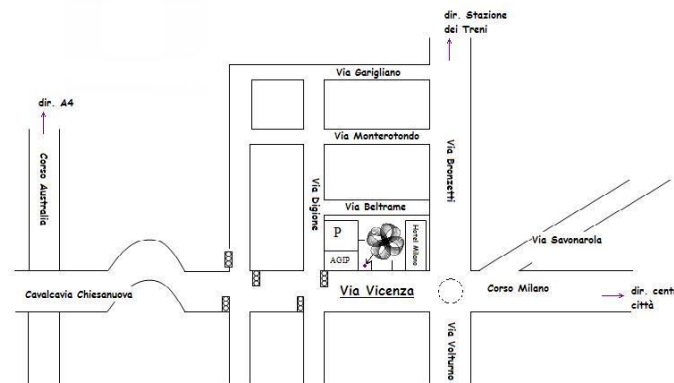 dir. Stazione
dei Treni
Via Garigliano
dir. A4
Via Monterotondo
Corso Australia
Via Digione
Via Bronzetti
Via Beltrame
P
AGIP
Hotel Milano
Via Savonarola
Cavalcavia Chiesanuova
Via Vicenza
Corso Milano
dir. cent
città
Via Volturno